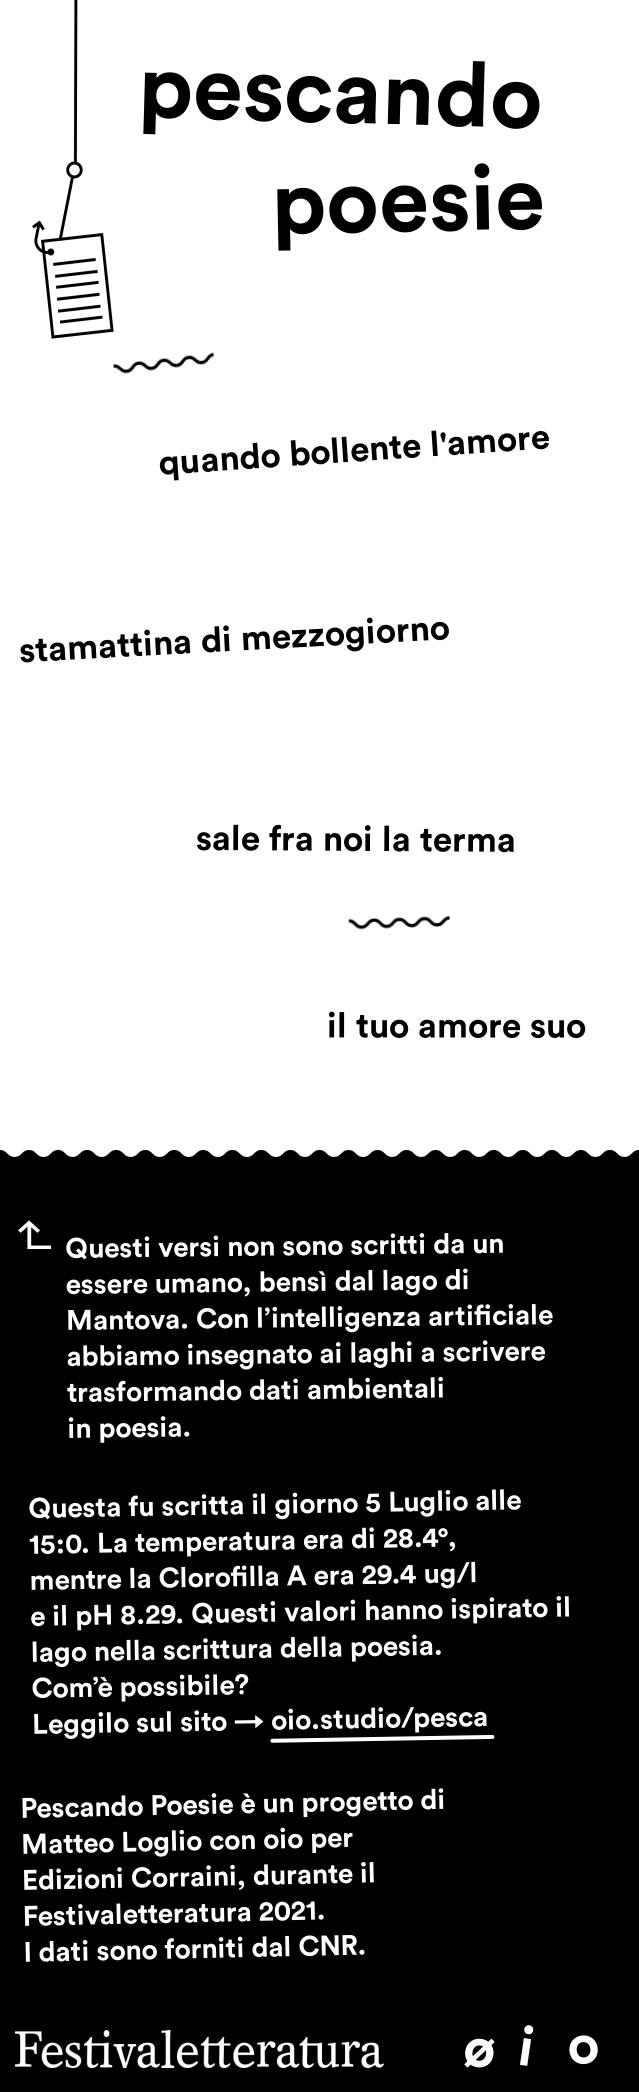 pescando
poesie
quando bollente l'amore
stamattina di mezzogiorno
sale fra noi la terma
il tuo amore suo
Questi versi non sono scritti da un
essere umano, bensì dal lago di
Mantova. Con l’intelligenza artificiale
abbiamo insegnato ai laghi a scrivere
trasformando dati ambientali
in poesia.
Questa fu scritta il giorno 5 Luglio alle
15:0. La temperatura era di 28.4°,
mentre la Clorofilla A era 29.4 ug/l
e il pH 8.29. Questi valori hanno ispirato il
lago nella scrittura della poesia.
Com’è possibile?
Leggilo sul sito → oio.studio/pesca
Pescando Poesie è un progetto di
Matteo Loglio con oio per
Edizioni Corraini, durante il
Festivaletteratura 2021.
I dati sono forniti dal CNR.
Festivaletteratura ø i o